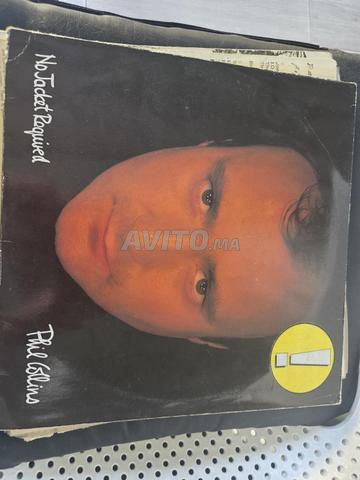 No Jacket Required
Phil Collins
!
AVITO.MA